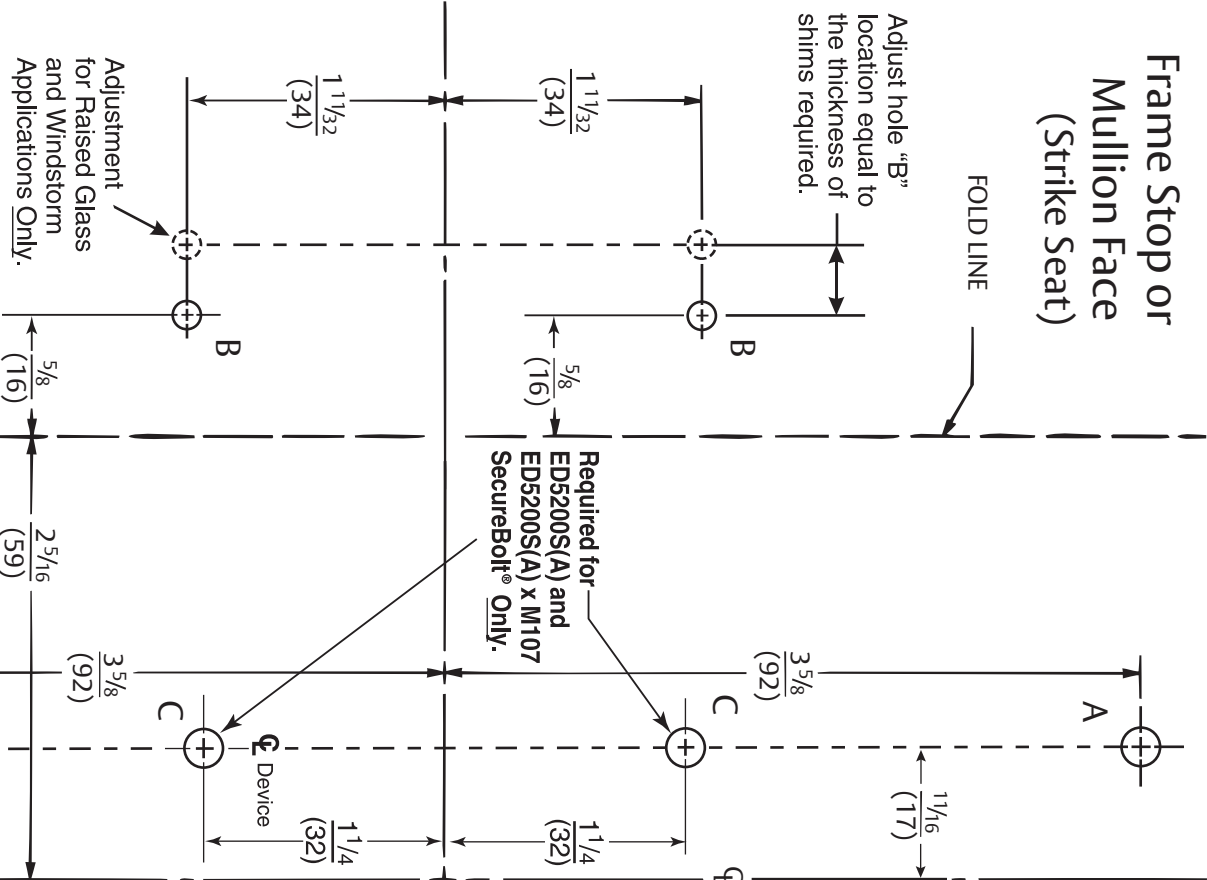 Frame Stop or
Mullion Face
(Strike Seat)
FOLD LINE
Adjust hole “B”
location equal to
the thickness of
shims required.
1 11/32
(34)
1 11/32
(34)
Adjustment
for Raised Glass
and Windstorm
Applications Only.
B
B
5/8
(16)
5/8
(16)
Required for
ED5200S(A) and
ED5200S(A) x M107
SecureBolt® Only.
2 5/16
(59)
3 5/8
(92)
3 5/8
(92)
A
C
C
℄ Device
11/16
(17)
1 1/4
(32)
1 1/4
(32)